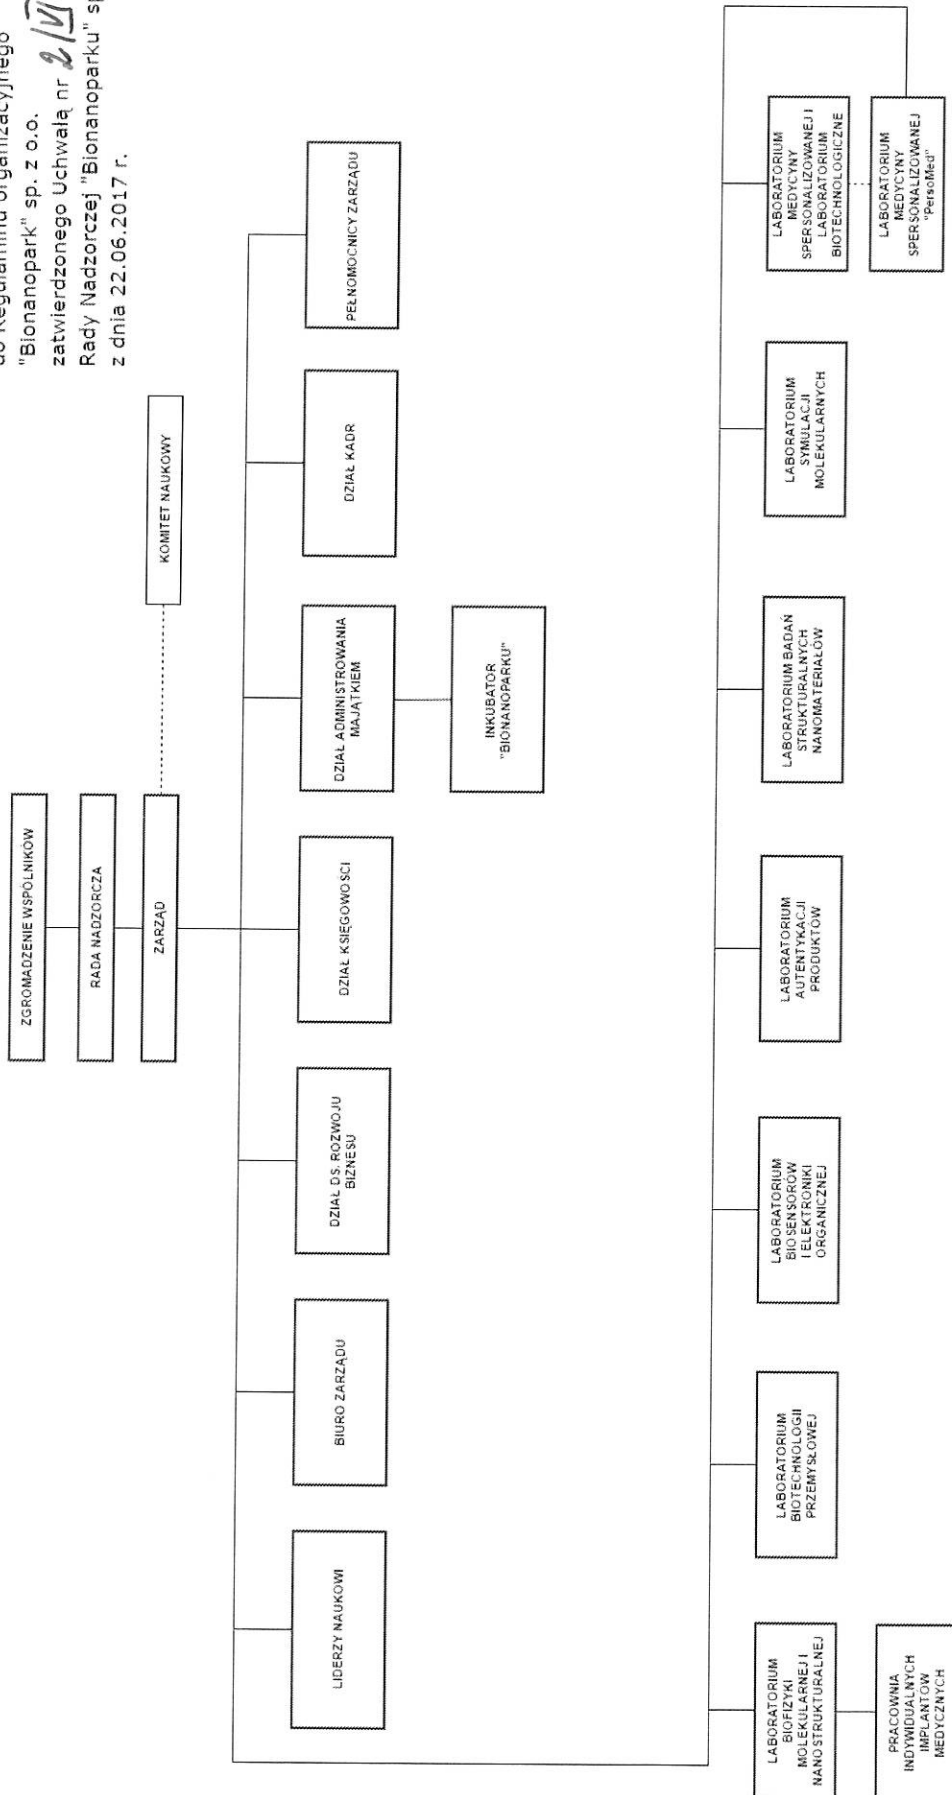 do Regulaminu Organizacyjnego
"Bionanopark" sp. z o.o.
zatwierdzonego Uchwałą nr 2/VI
Rady Nadzorczej "Bionanoparku" sp
z dnia 22.06.2017 r.
ZGROMADZENIE WSPÓLNIKÓW
RADA NADZORCZA
ZARZĄD
KOMITET NAUKOWY
LIDERZY NAUKOWI
BIURO ZARZĄDU
DZIAŁ DS. ROZWOJU
BIZNESU
DZIAŁ KSIĘGOWOSCI
DZIAŁ ADMINISTROWANIA
MAJĄTKIEM
DZIAŁ KADR
PEŁNOMOCNICY ZARZĄDU
INKUBATOR
"BIONANOPARKU"
LABORATORIUM
BIOFIZYKI
MOLEKULARNEJ I
NANOSTRUKTURALNEJ
LABORATORIUM
BIOTECHNOLOGII
PRZEMYSŁOWEJ
LABORATORIUM
BIOSENSORÓW
I ELEKTRONIKI
ORGANICZNEJ
LABORATORIUM
AUTENTYKACJI
PRODUKTÓW
LABORATORIUM BADAŃ
STRUKTURALNYCH
NANOMATERIAŁÓW
LABORATORIUM
SYMULACJI
MOLEKULARNYCH
LABORATORIUM
MEDYCYNY
SPERSONALIZOWANEJ I
LABORATORIUM
BIOTECHNOLOGICZNE
PRACOWNIA
INDYWIDUALNYCH
IMPLANTÓW
MEDYCZNYCH
LABORATORIUM
MEDYCYNY
SPERSONALIZOWANEJ
"PersoMed"